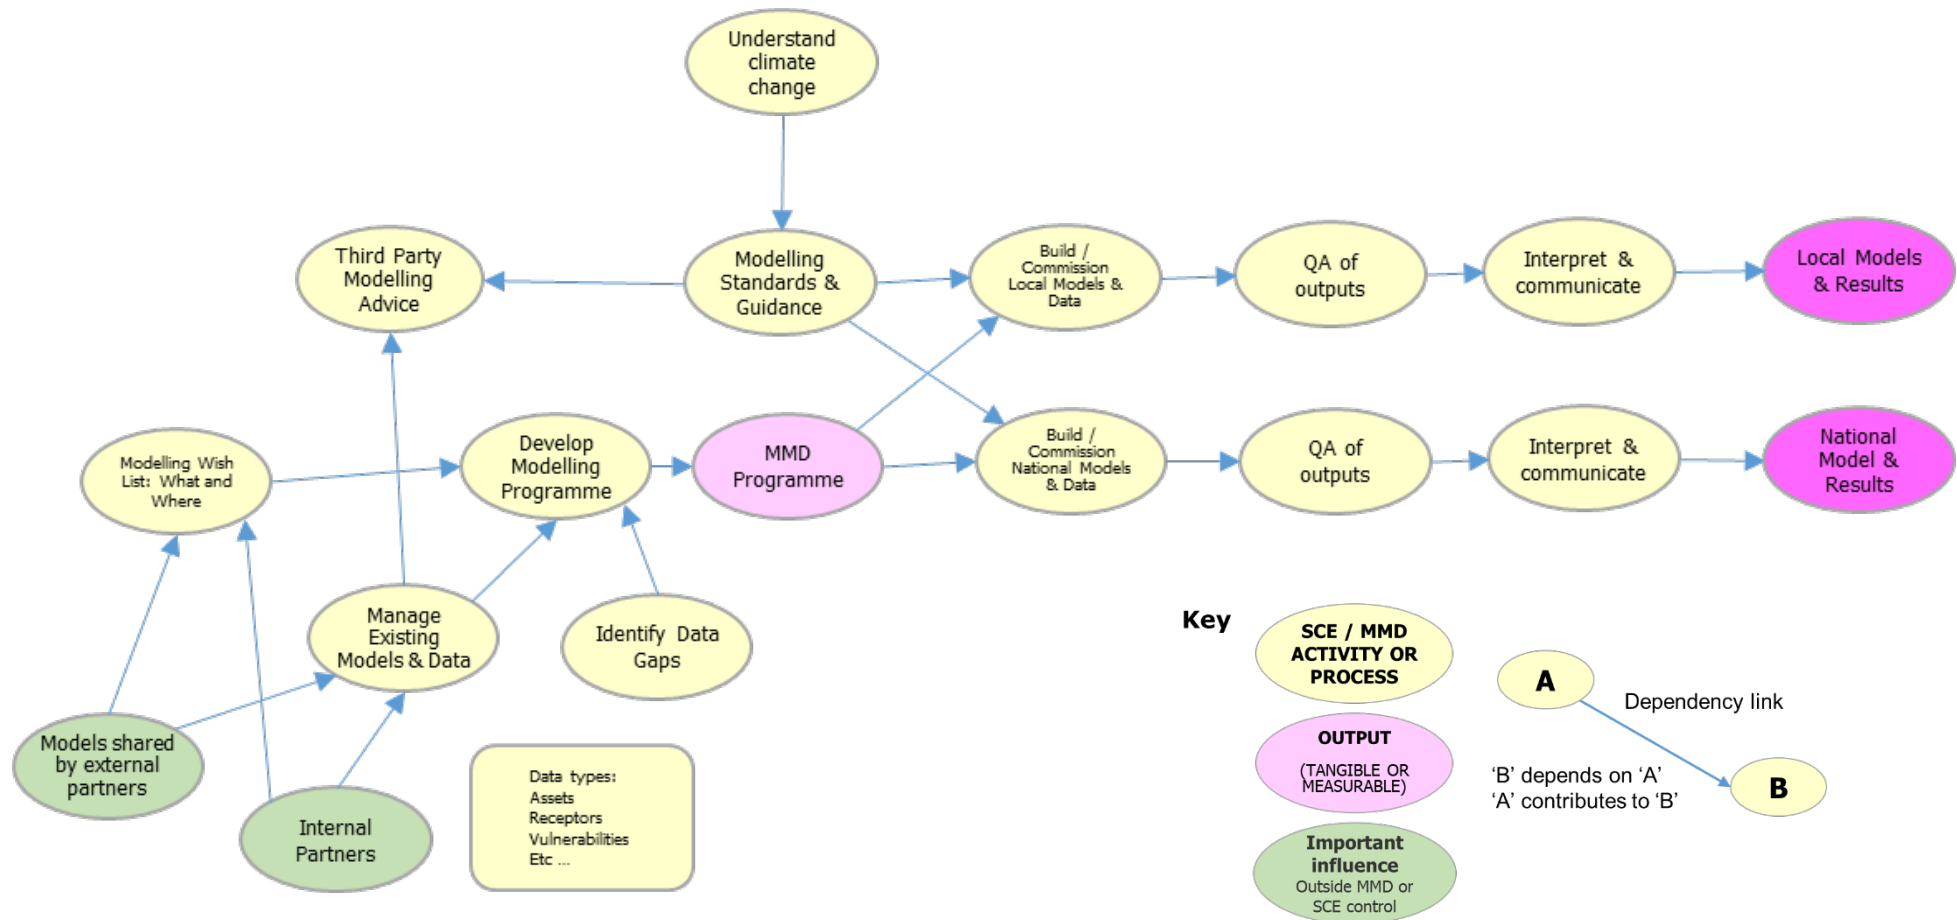 Understand
climate
change
Third Party
Modelling
Advice
Modelling
Standards &
Guidance
Build /
Commission
Local Models &
Data
QA of
outputs
Interpret &
communicate
Local Models
& Results
Modelling Wish
List: What and
Where
Develop
Modelling
Programme
MMD
Programme
Build /
Commission
National Models
& Data
QA of
outputs
Interpret &
communicate
National
Model &
Results
Manage
Existing
Models & Data
Identify Data
Gaps
Models shared
by external
partners
Internal
Partners
Data types:
Assets
Receptors
Vulnerabilities
Etc ...
Key
SCE / MMD
ACTIVITY OR
PROCESS
OUTPUT
(TANGIBLE OR
MEASURABLE)
Important
influence
Outside MMD or
SCE control
A
Dependency link
‘B’ depends on ‘A’
‘A’ contributes to ‘B’
B